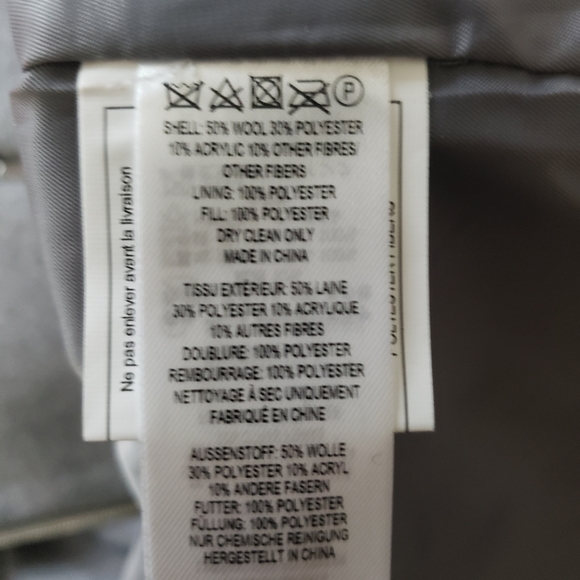 P
SHELL: 50% WOOL 30% POLYESTER
10% ACRYLIC 10% OTHER FIBRES/
OTHER FIBERS
LINING: 100% POLYESTER
FILL: 100% POLYESTER
DRY CLEAN ONLY
MADE IN CHINA
TISSU EXTÉRIEUR: 50% LAINE
30% POLYESTER 10% ACRYLIQUE
10% AUTRES FIBRES
DOUBLURE: 100% POLYESTER
REMBOURRAGE: 100% POLYESTER
NETTOYAGE À SEC UNIQUEMENT
FABRIQUÉ EN CHINE
AUSSENSTOFF: 50% WOLLE
30% POLYESTER 10% ACRYL
10% ANDERE FASERN
FUTTER: 100% POLYESTER
FÜLLUNG: 100% POLYESTER
NUR CHEMISCHE REINIGUNG
HERGESTELLT IN CHINA
Ne pas enlever avant la livraison